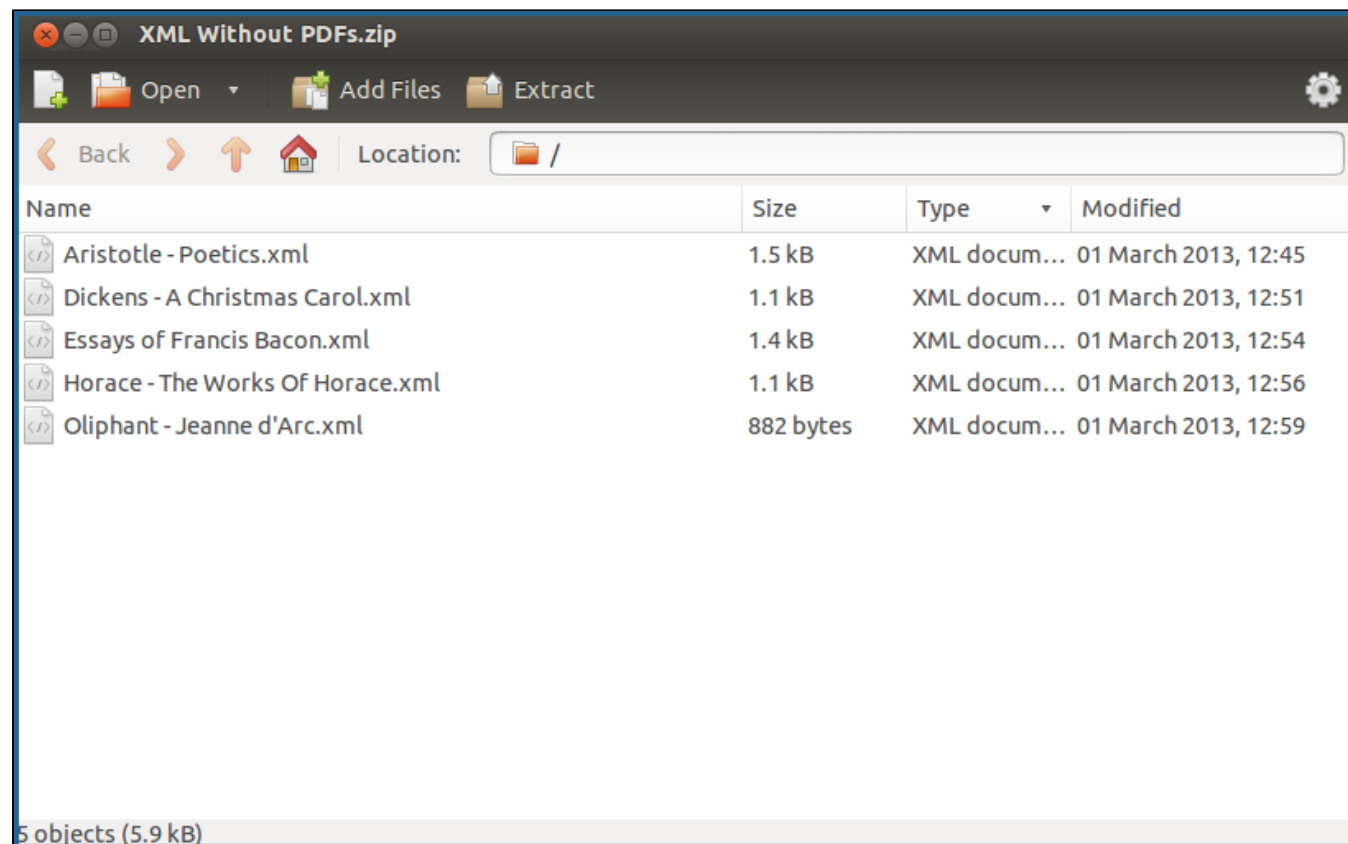 XML Without PDFs.zip
Open Add Files Extract
Back Location: /
Name Size Type Modified
Aristotle - Poetics.xml 1.5 kB XML docum... 01 March 2013, 12:45
Dickens - A Christmas Carol.xml 1.1 kB XML docum... 01 March 2013, 12:51
Essays of Francis Bacon.xml 1.4 kB XML docum... 01 March 2013, 12:54
Horace - The Works Of Horace.xml 1.1 kB XML docum... 01 March 2013, 12:56
Oliphant - Jeanne d'Arc.xml 882 bytes XML docum... 01 March 2013, 12:59
5 objects (5.9 kB)